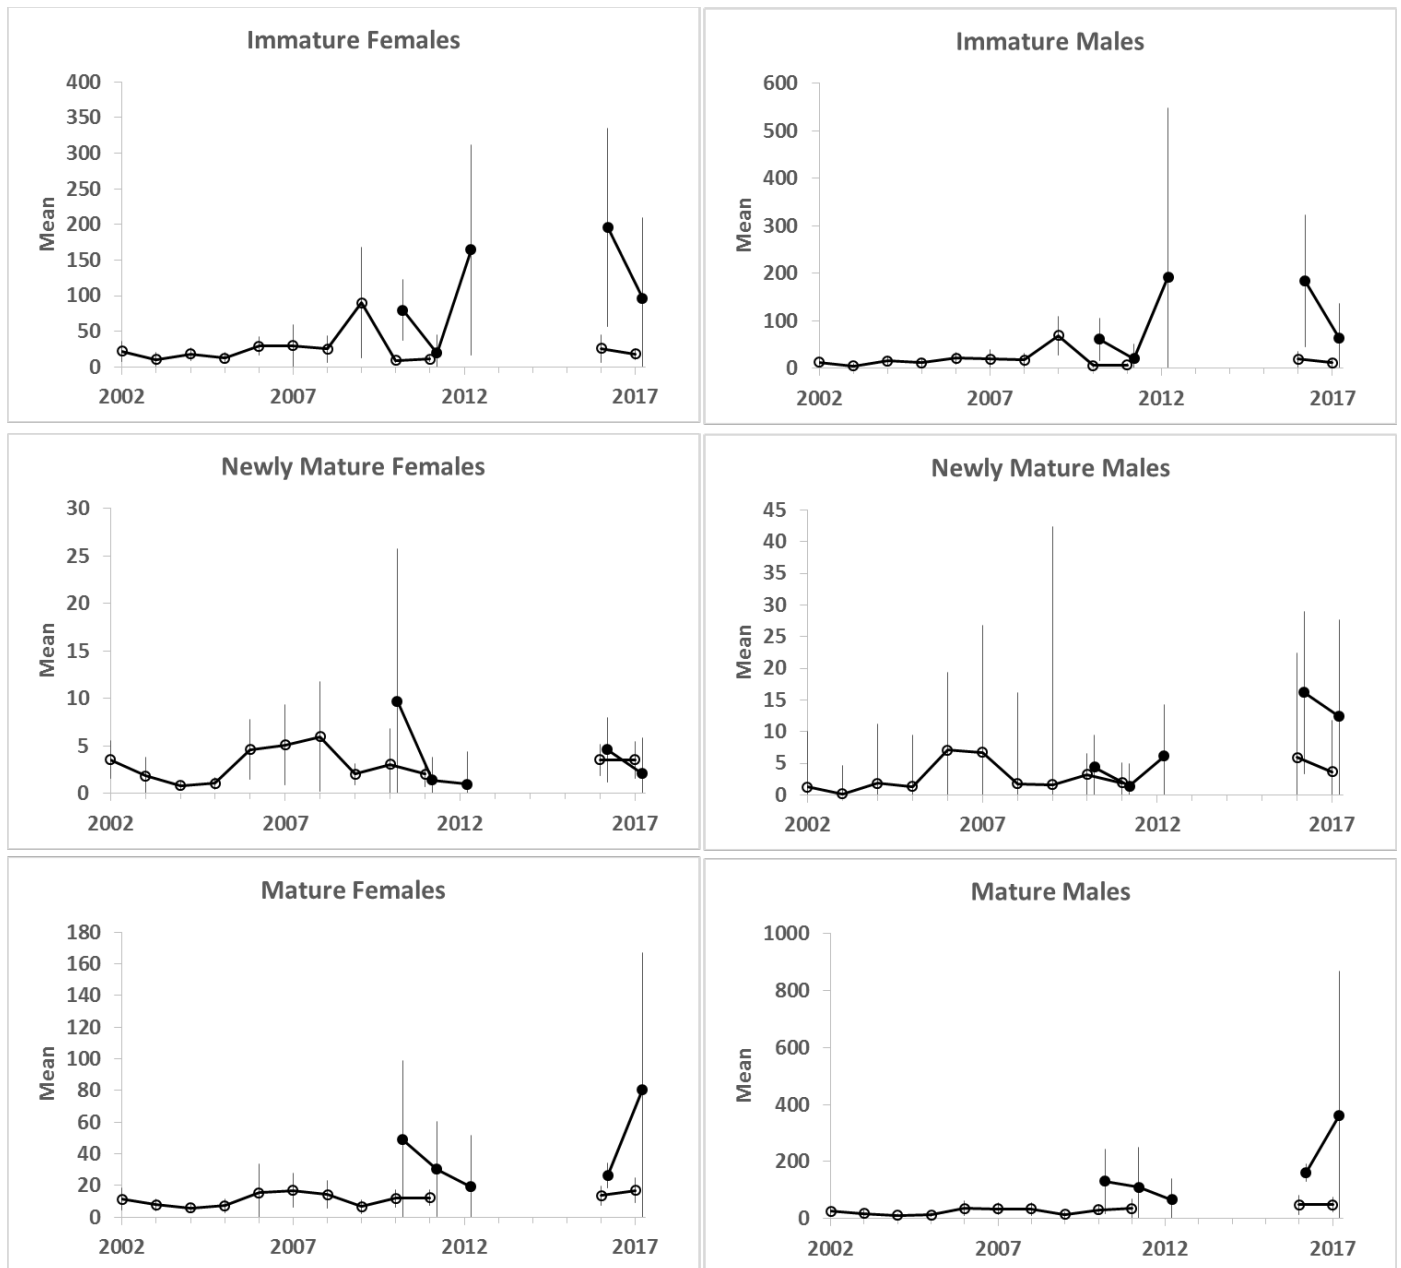 Immature Females
400
350
300
250
200
150
100
50
0
Mean
2002 2007 2012 2017
Immature Males
600
500
400
300
200
100
0
Mean
2002 2007 2012 2017
Newly Mature Females
30
25
20
15
10
5
0
Mean
2002 2007 2012 2017
Newly Mature Males
45
40
35
30
25
20
15
10
5
0
Mean
2002 2007 2012 2017
Mature Females
180
160
140
120
100
80
60
40
20
0
Mean
2002 2007 2012 2017
Mature Males
1000
800
600
400
200
0
Mean
2002 2007 2012 2017